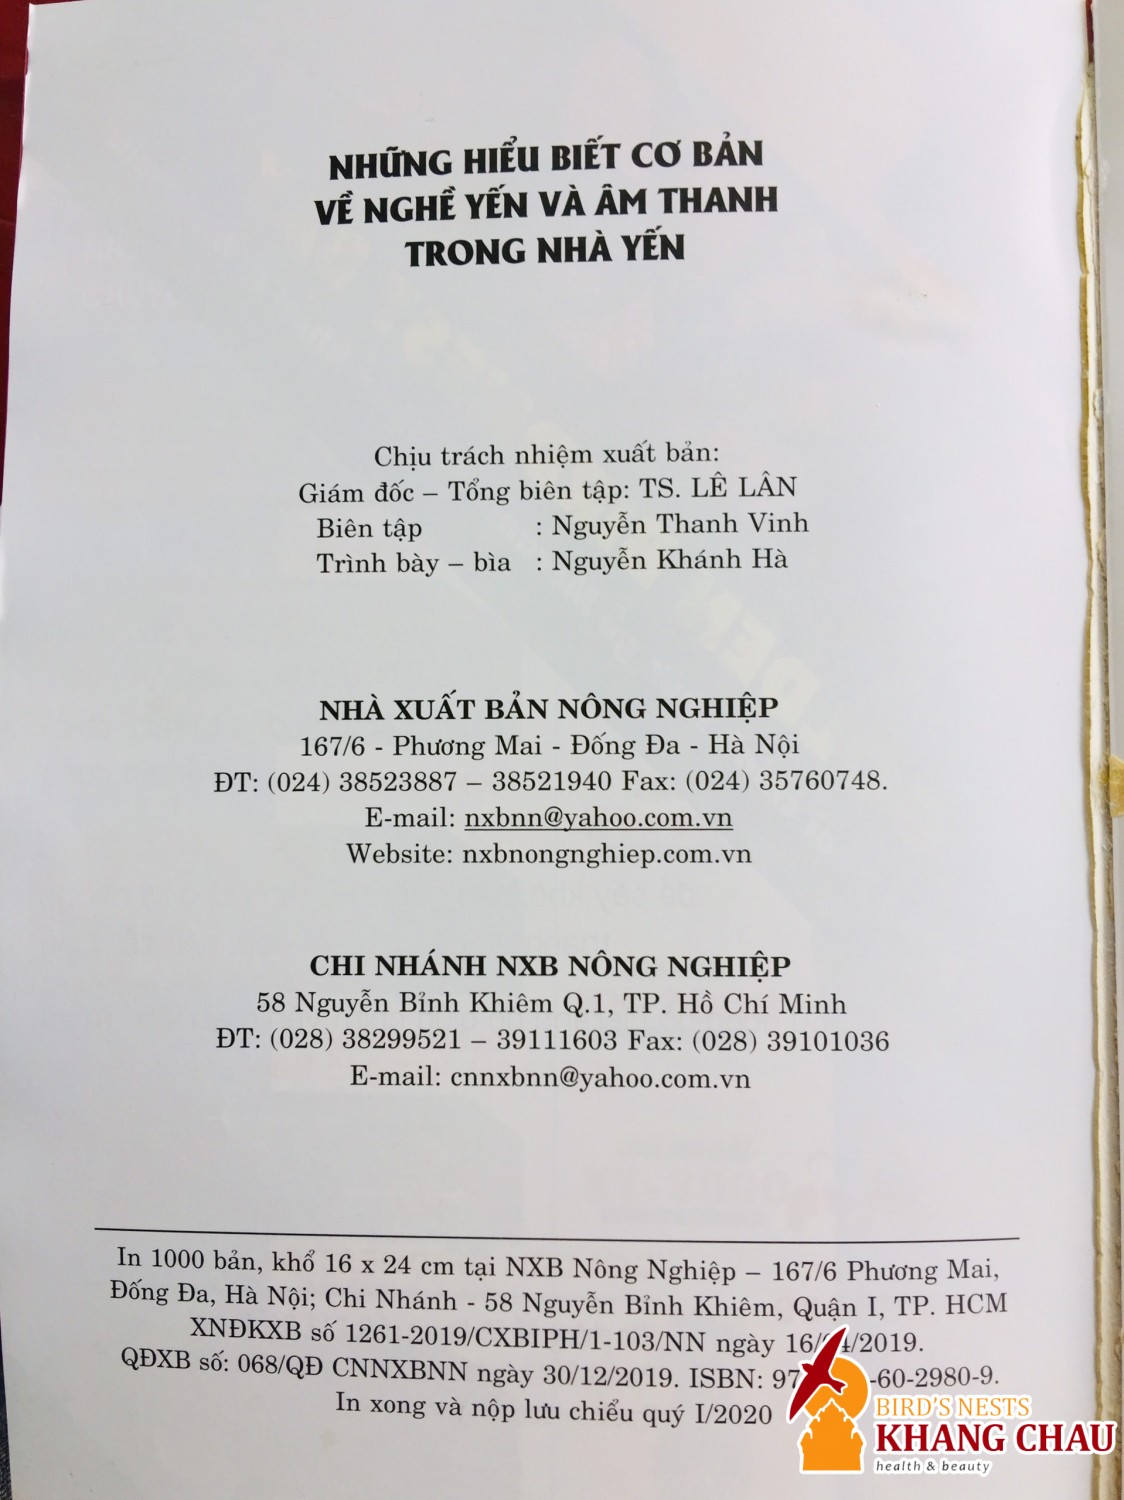 NHỮNG HIỂU BIẾT CƠ BẢN
VỀ NGHỀ YẾN VÀ ÂM THANH
TRONG NHÀ YẾN
Chịu trách nhiệm xuất bản:
Giám đốc – Tổng biên tập: TS. LÊ LÂN
Biên tập : Nguyễn Thanh Vinh
Trình bày – bìa : Nguyễn Khánh Hà
NHÀ XUẤT BẢN NÔNG NGHIỆP
167/6 - Phương Mai - Đống Đa - Hà Nội
ĐT: (024) 38523887 – 38521940 Fax: (024) 35760748.
E-mail: nxbnn@yahoo.com.vn
Website: nxbnongnghiep.com.vn
CHI NHÁNH NXB NÔNG NGHIỆP
58 Nguyễn Bỉnh Khiêm Q.1, TP. Hồ Chí Minh
ĐT: (028) 38299521 – 39111603 Fax: (028) 39101036
E-mail: cnnxbnn@yahoo.com.vn
In 1000 bản, khổ 16 x 24 cm tại NXB Nông Nghiệp – 167/6 Phương Mai,
Đống Đa, Hà Nội; Chi Nhánh - 58 Nguyễn Bỉnh Khiêm, Quận I, TP. HCM
XNĐKXB số 1261-2019/CXBIPH/1-103/NN ngày
QĐXB số: 068/QĐ CNNXBNN ngày 30/12/2019. ISBN: -60-2980-9.
In xong và nộp lưu chiểu quý I/2020
BIRD'S NESTS
KHANG CHAU
health & beauty